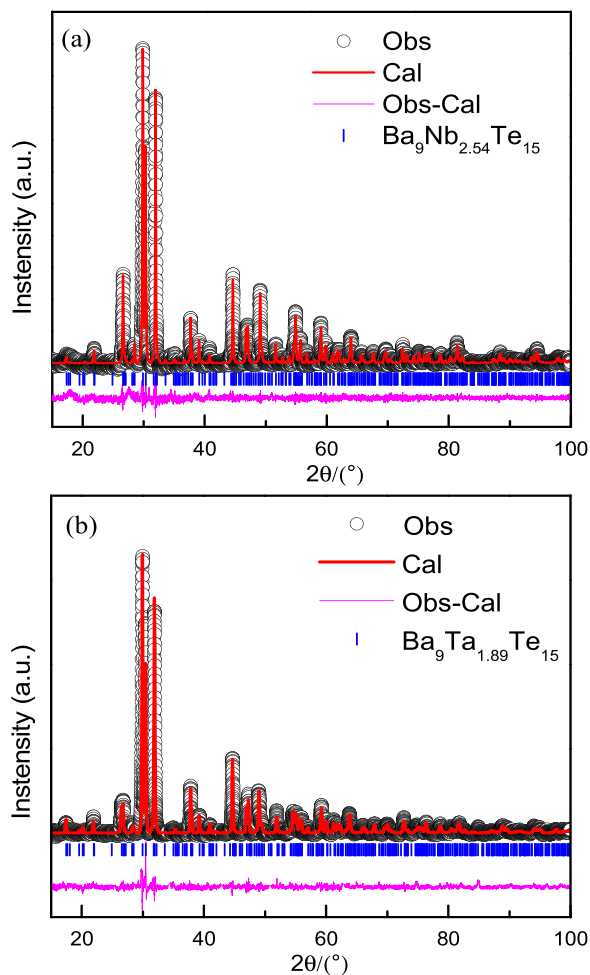 (a)
Obs
Cal
Obs-Cal
Ba₉Nb₂.₅₄Te₁₅
Instensity (a.u.)
20 40 60 80 100
2θ/(°)
(b)
Obs
Cal
Obs-Cal
Ba₉Ta₁.₈₉Te₁₅
Instensity (a.u.)
20 40 60 80 100
2θ/(°)